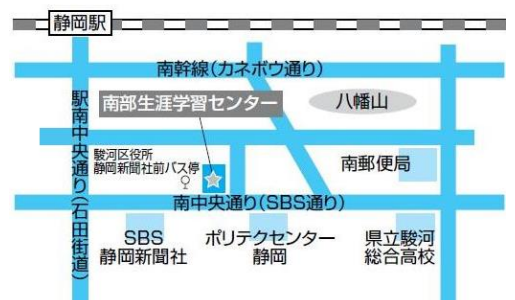 静岡駅
南幹線(カネボウ通り)
南部生涯学習センター
八幡山
駅南中央通り(石田街道)
駿河区役所
静岡新聞社前バス停
南郵便局
南中央通り(SBS通り)
SBS
静岡新聞社
ポリテクセンター
静岡
県立駿河
総合高校